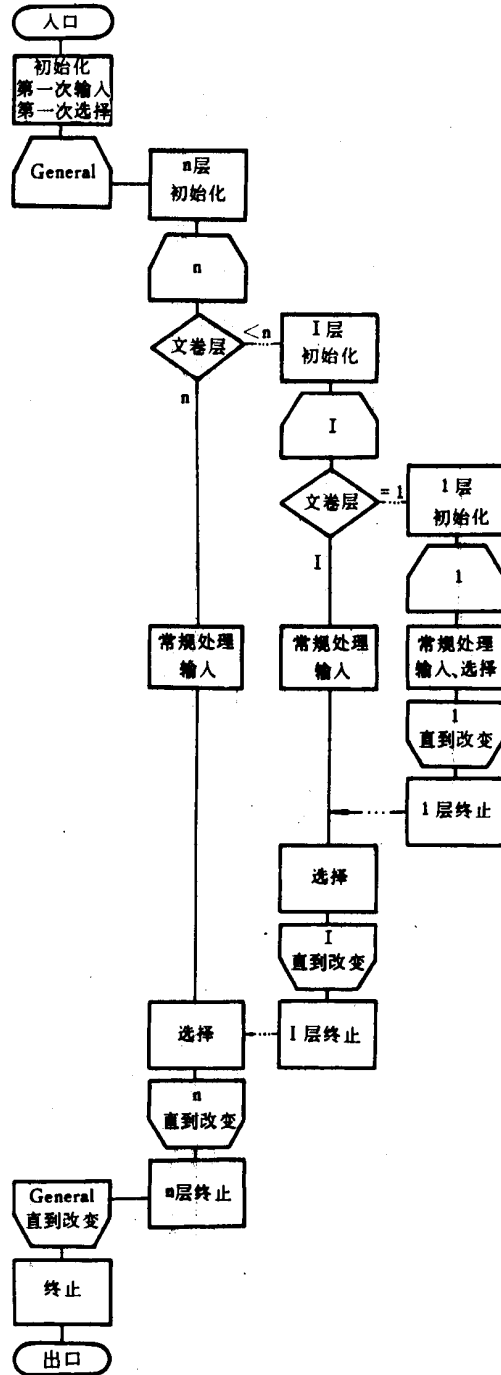 入口
初始化
第一次输入
第一次选择
General
n层
初始化
n
文卷层
<n
n
I层
初始化
I
文卷层
=1
I
1层
初始化
1
常规处理
输入
常规处理
输入
常规处理
输入、选择
1
直到改变
1层终止
选择
I
直到改变
I层终止
选择
n
直到改变
n层终止
General
直到改变
终止
出口